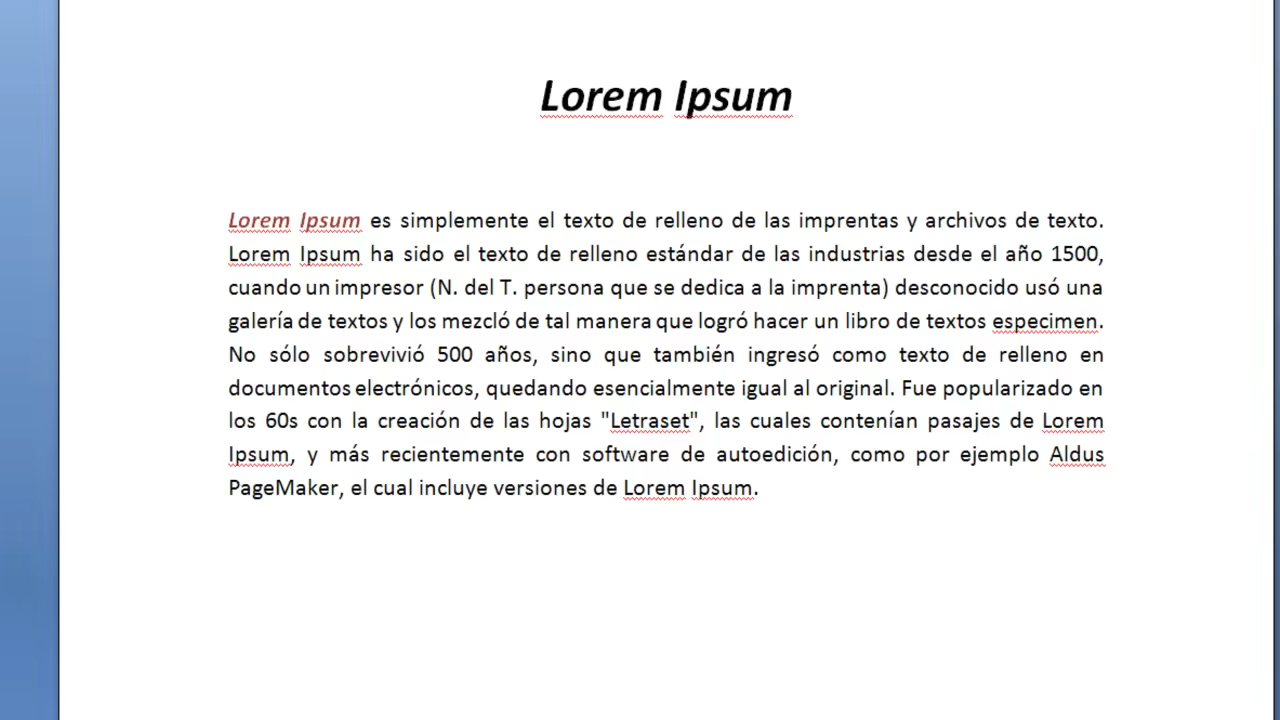 Lorem Ipsum
Lorem Ipsum es simplemente el texto de relleno de las imprentas y archivos de texto.
Lorem Ipsum ha sido el texto de relleno estándar de las industrias desde el año 1500,
cuando un impresor (N. del T. persona que se dedica a la imprenta) desconocido usó una
galería de textos y los mezcló de tal manera que logró hacer un libro de textos especimen.
No sólo sobrevivió 500 años, sino que también ingresó como texto de relleno en
documentos electrónicos, quedando esencialmente igual al original. Fue popularizado en
los 60s con la creación de las hojas "Letraset", las cuales contenían pasajes de Lorem
Ipsum, y más recientemente con software de autoedición, como por ejemplo Aldus
PageMaker, el cual incluye versiones de Lorem Ipsum.